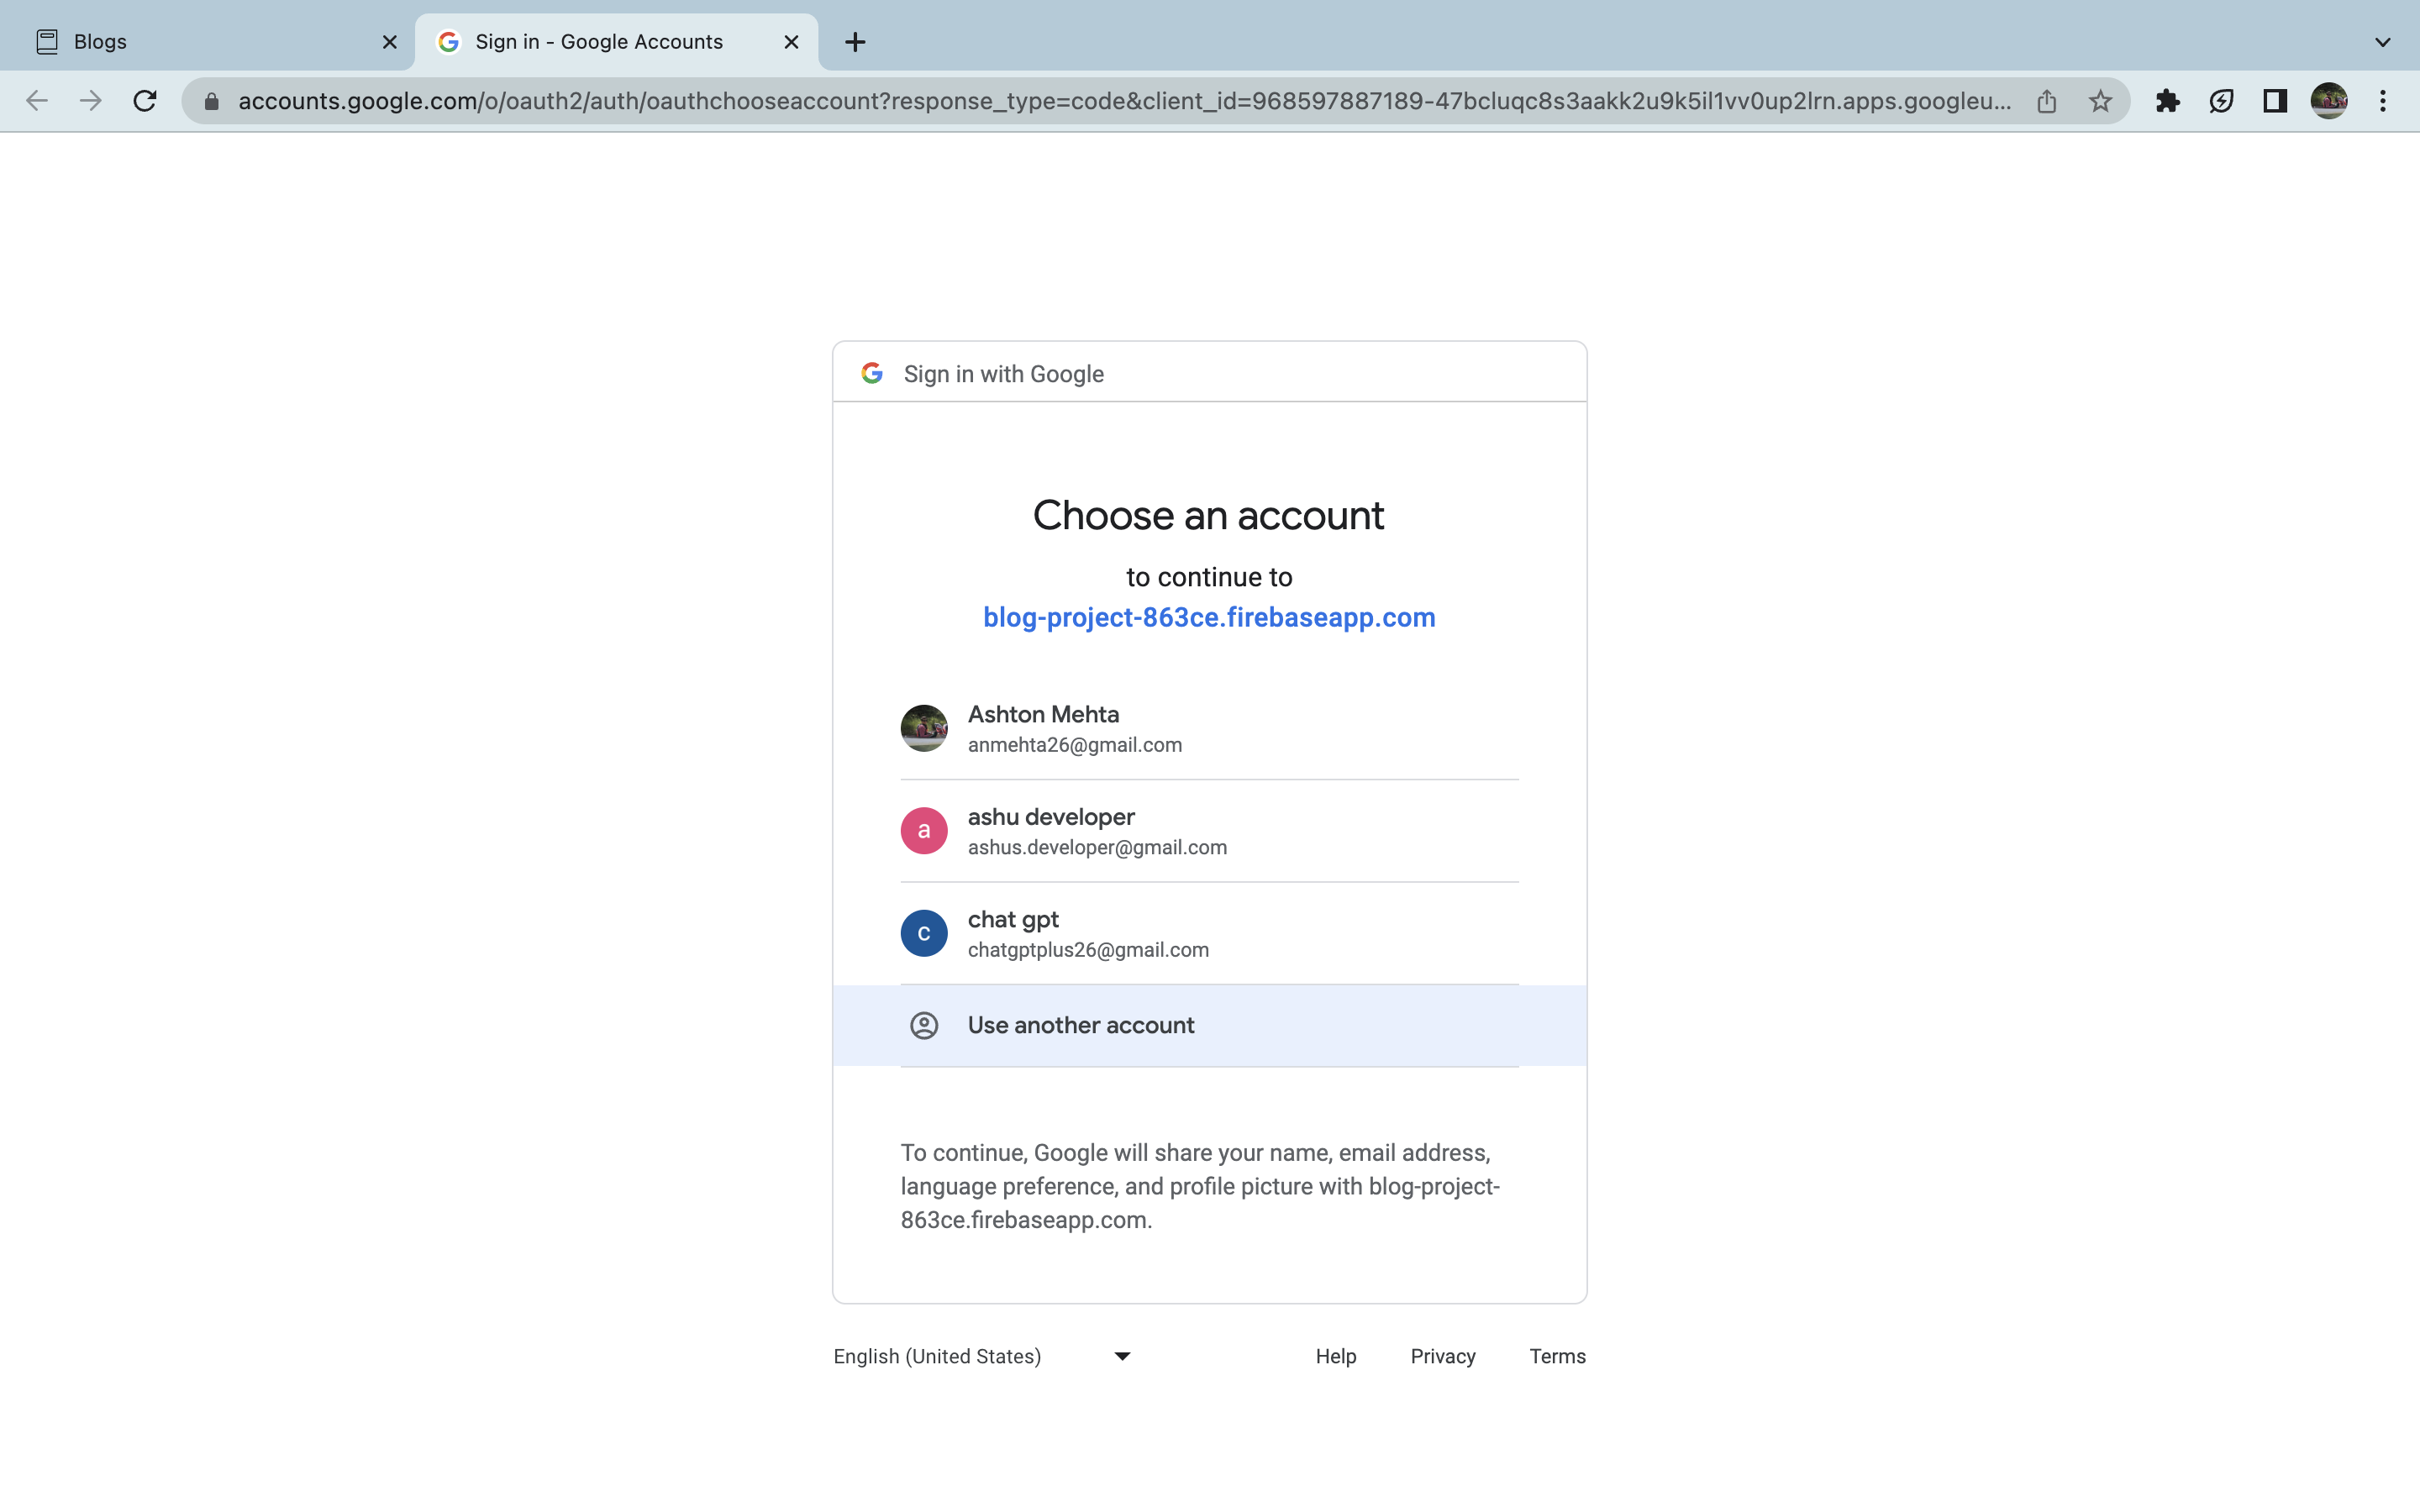 Blogs
Sign in - Google Accounts
accounts.google.com/o/oauth2/auth/oauthchooseaccount?response_type=code&client_id=968597887189-47bcluqc8s3aakk2u9k5il1vv0up2lrn.apps.googleu...
Sign in with Google
Choose an account
to continue to
blog-project-863ce.firebaseapp.com
Ashton Mehta
anmehta26@gmail.com
a
ashu developer
ashus.developer@gmail.com
c
chat gpt
chatgptplus26@gmail.com
Use another account
To continue, Google will share your name, email address,
language preference, and profile picture with blog-project-
863ce.firebaseapp.com.
English (United States)
Help
Privacy
Terms